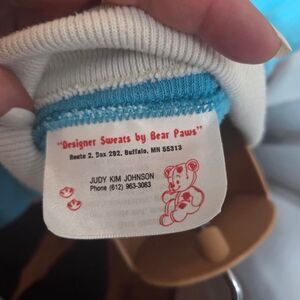 "Designer Sweats by Bear Paws"
Route 2, Box 292, Buffalo, MN 55313
JUDY KIM JOHNSON
Phone (612) 963-3063